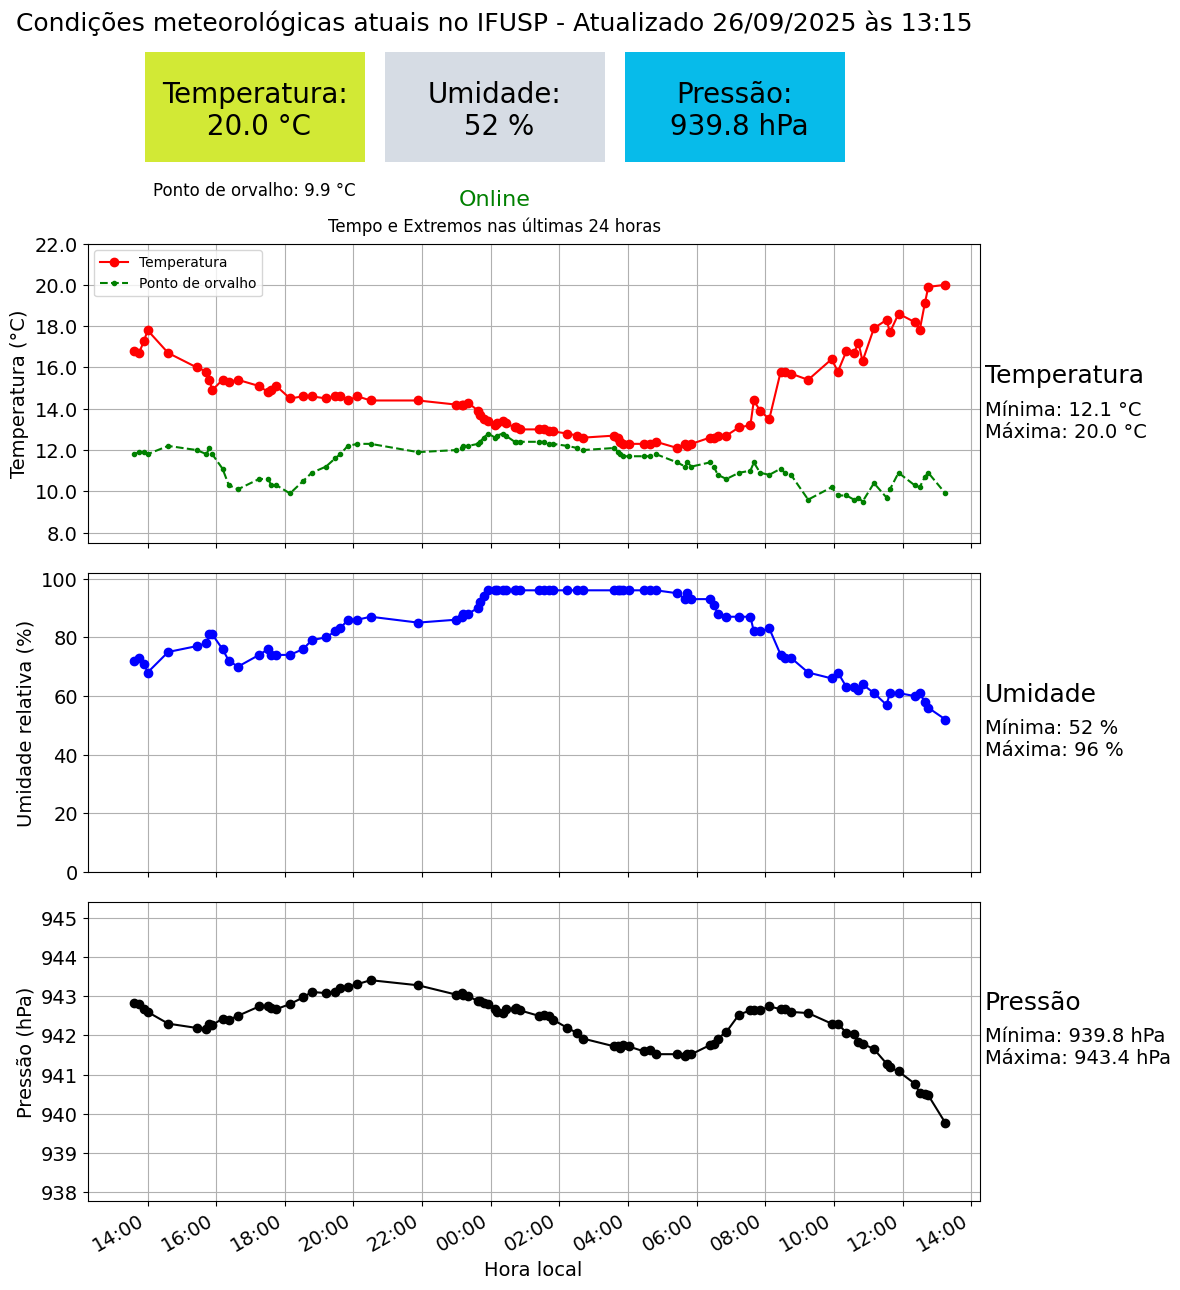 Condições meteorológicas atuais no IFUSP - Atualizado 26/09/2025 às 13:15
Temperatura:
20.0 °C
Umidade:
52 %
Pressão:
939.8 hPa
Ponto de orvalho: 9.9 °C
Online
Tempo e Extremos nas últimas 24 horas
Temperatura (°C)
22.0
20.0
18.0
16.0
14.0
12.0
10.0
8.0
Temperatura
Ponto de orvalho
Temperatura
Mínima: 12.1 °C
Máxima: 20.0 °C
Umidade relativa (%)
100
80
60
40
20
0
Umidade
Mínima: 52 %
Máxima: 96 %
Pressão (hPa)
945
944
943
942
941
940
939
938
Pressão
Mínima: 939.8 hPa
Máxima: 943.4 hPa
14:00
16:00
18:00
20:00
22:00
00:00
02:00
04:00
06:00
08:00
10:00
12:00
14:00
Hora local